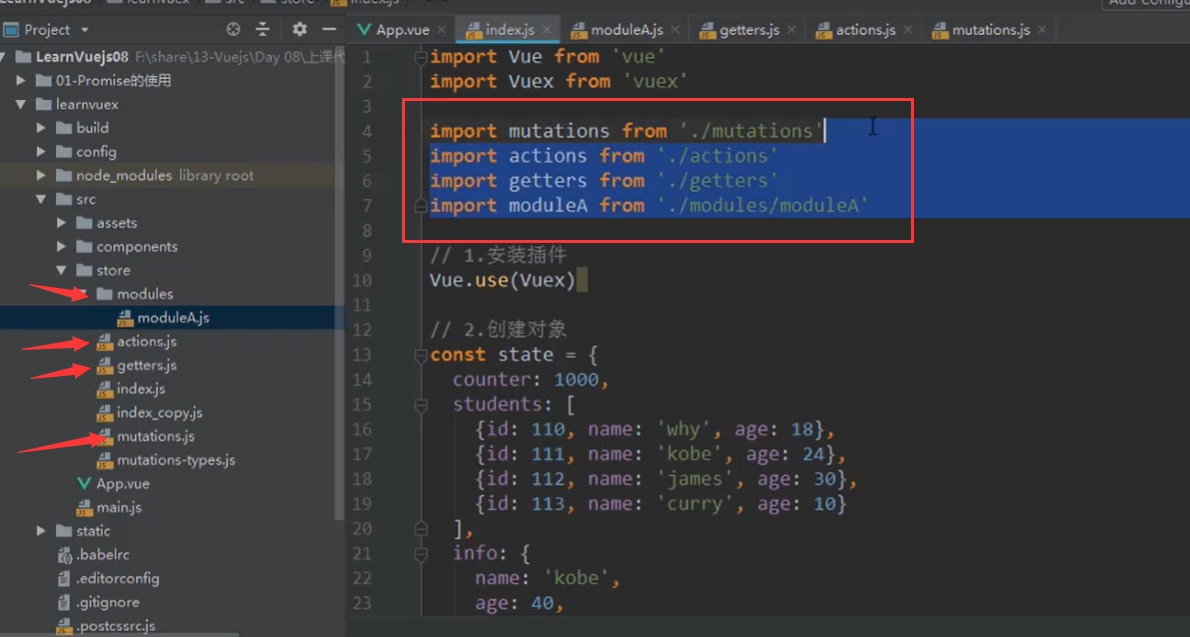 LearnVuejs08 learnvuex src store index.js
Add Configu
Project
App.vue index.js moduleA.js getters.js actions.js mutations.js
LearnVuejs08 F:\share\13-Vuejs\Day 08\上课代
01-Promise的使用
learnvuex
build
config
node_modules library root
src
assets
components
store
modules
moduleA.js
actions.js
getters.js
index.js
index_copy.js
mutations.js
mutations-types.js
App.vue
main.js
static
.babelrc
.editorconfig
.gitignore
.postcssrc.js
1 import Vue from 'vue'
2 import Vuex from 'vuex'
3
4 import mutations from './mutations'
5 import actions from './actions'
6 import getters from './getters'
7 import moduleA from './modules/moduleA'
8
9 // 1.安装插件
10 Vue.use(Vuex)
11
12 // 2.创建对象
13 const state = {
14 counter: 1000,
15 students: [
16 {id: 110, name: 'why', age: 18},
17 {id: 111, name: 'kobe', age: 24},
18 {id: 112, name: 'james', age: 30},
19 {id: 113, name: 'curry', age: 10}
20 ],
21 info: {
22 name: 'kobe',
23 age: 40,